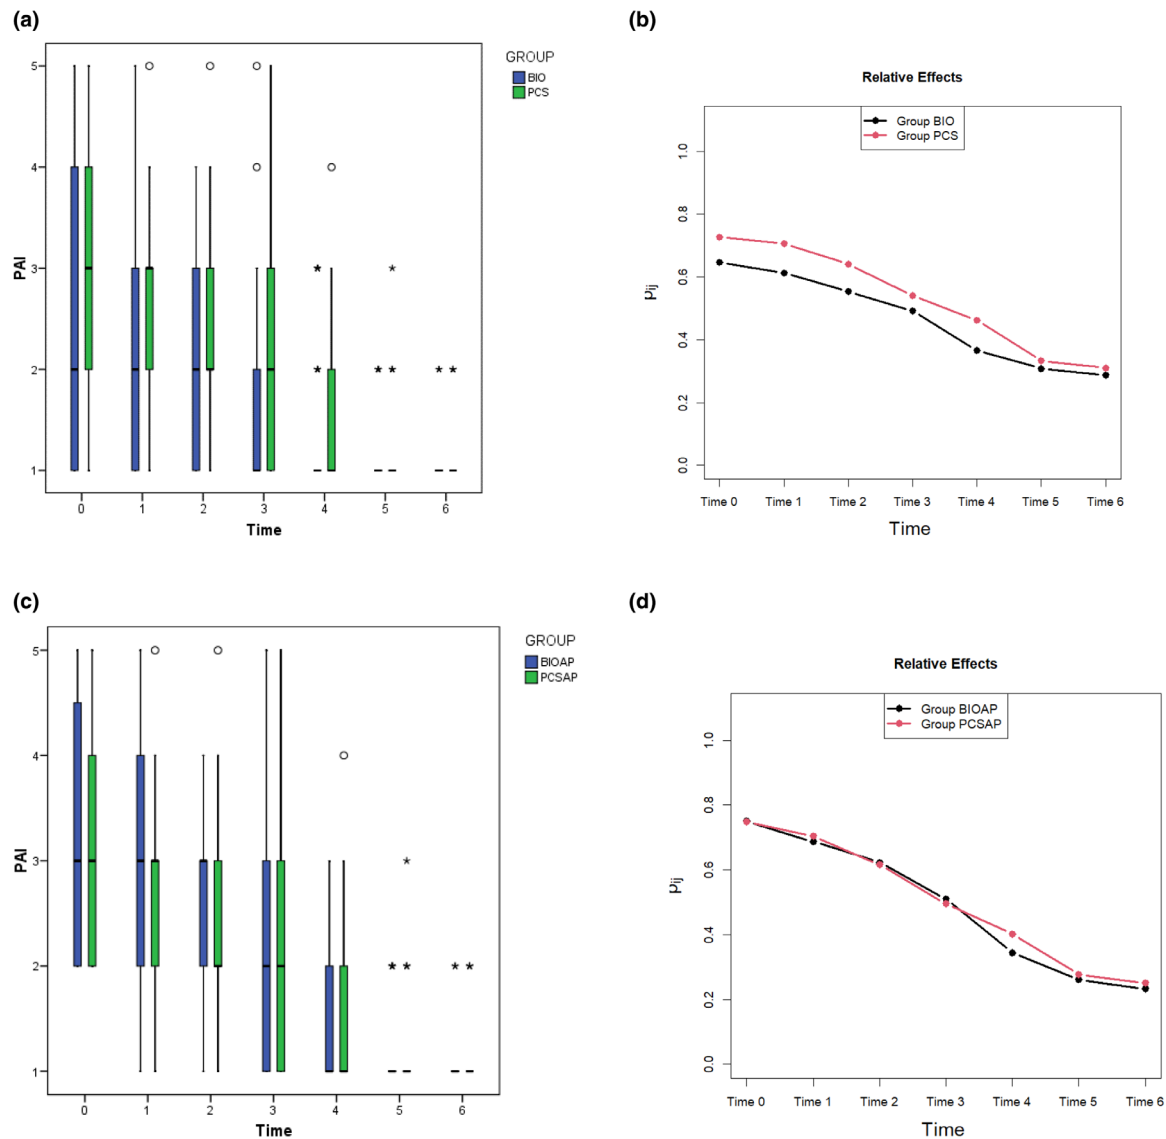 (a)
GROUP
BIO
PCS
5
4
3
2
1
PAI
0 1 2 3 4 5 6
Time
(b)
Relative Effects
Group BIO
Group PCS
1.0
0.8
0.6
0.4
0.2
0.0
pij
Time 0 Time 1 Time 2 Time 3 Time 4 Time 5 Time 6
Time
(c)
GROUP
BIOAP
PCSAP
5
4
3
2
1
PAI
0 1 2 3 4 5 6
Time
(d)
Relative Effects
Group BIOAP
Group PCSAP
1.0
0.8
0.6
0.4
0.2
0.0
pij
Time 0 Time 1 Time 2 Time 3 Time 4 Time 5 Time 6
Time